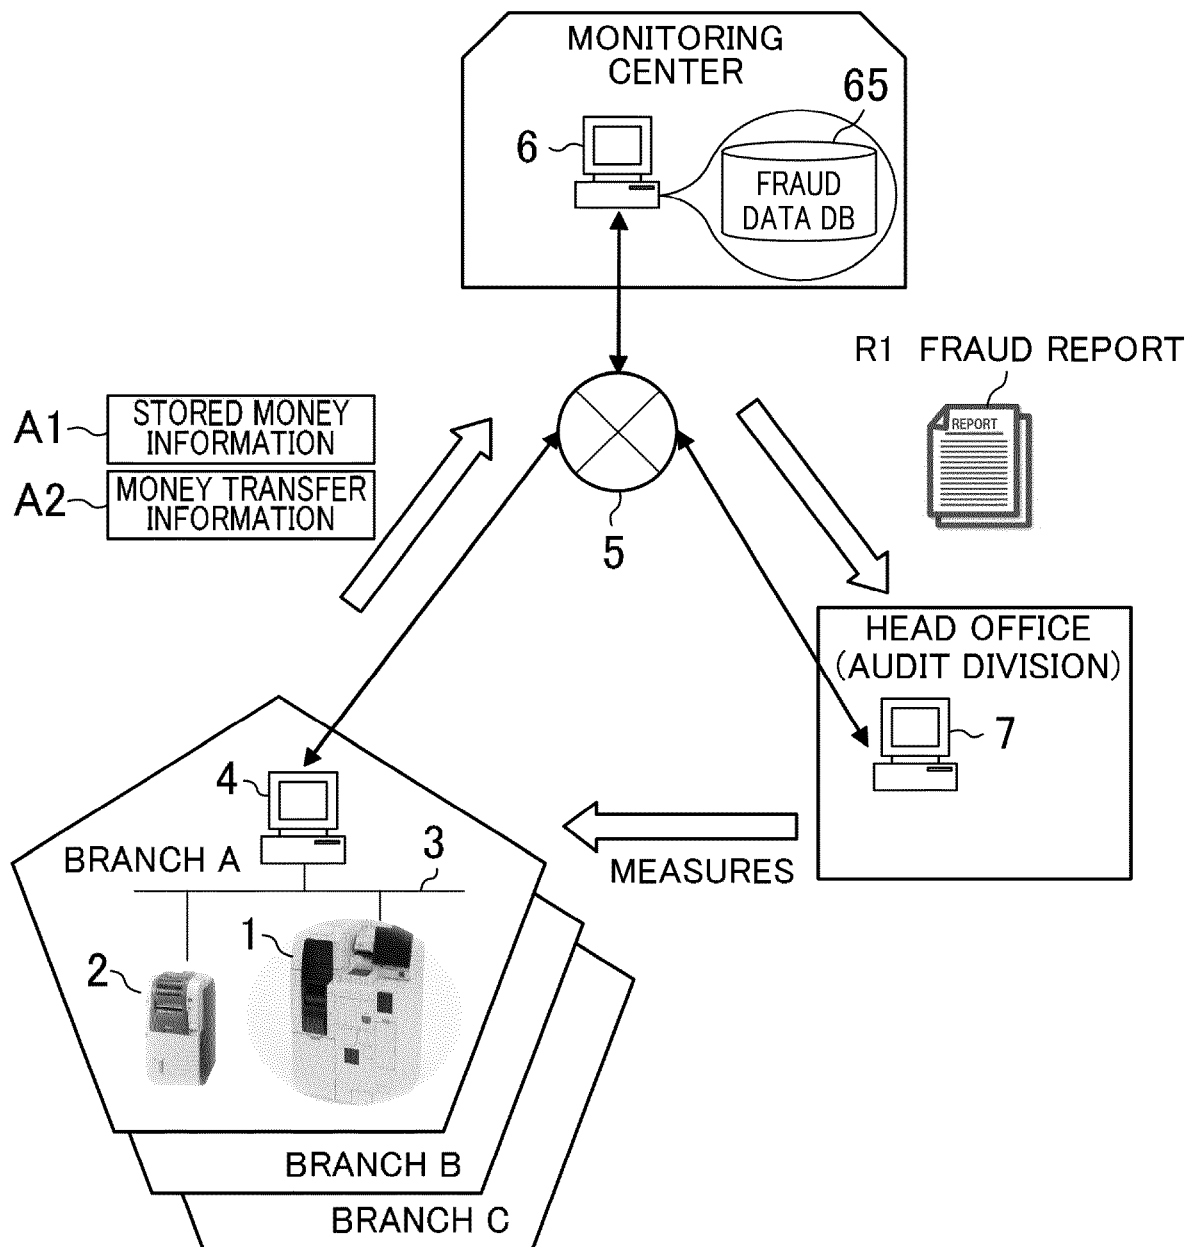 MONITORING
CENTER
65
6
FRAUD
DATA DB
R1 FRAUD REPORT
REPORT
A1
STORED MONEY
INFORMATION
A2
MONEY TRANSFER
INFORMATION
5
HEAD OFFICE
(AUDIT DIVISION)
7
4
BRANCH A
3
MEASURES
1
2
BRANCH B
BRANCH C